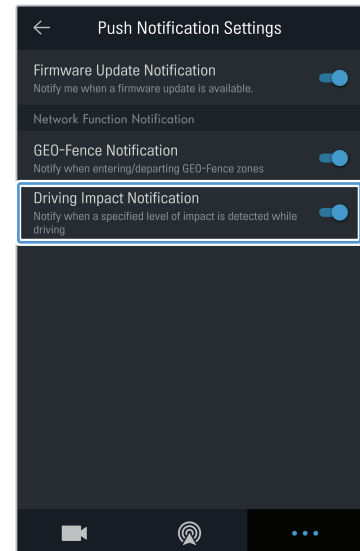 Push Notification Settings
Firmware Update Notification
Notify me when a firmware update is available.
Network Function Notification
GEO-Fence Notification
Notify when entering/departing GEO-Fence zones
Driving Impact Notification
Notify when a specified level of impact is detected while
driving